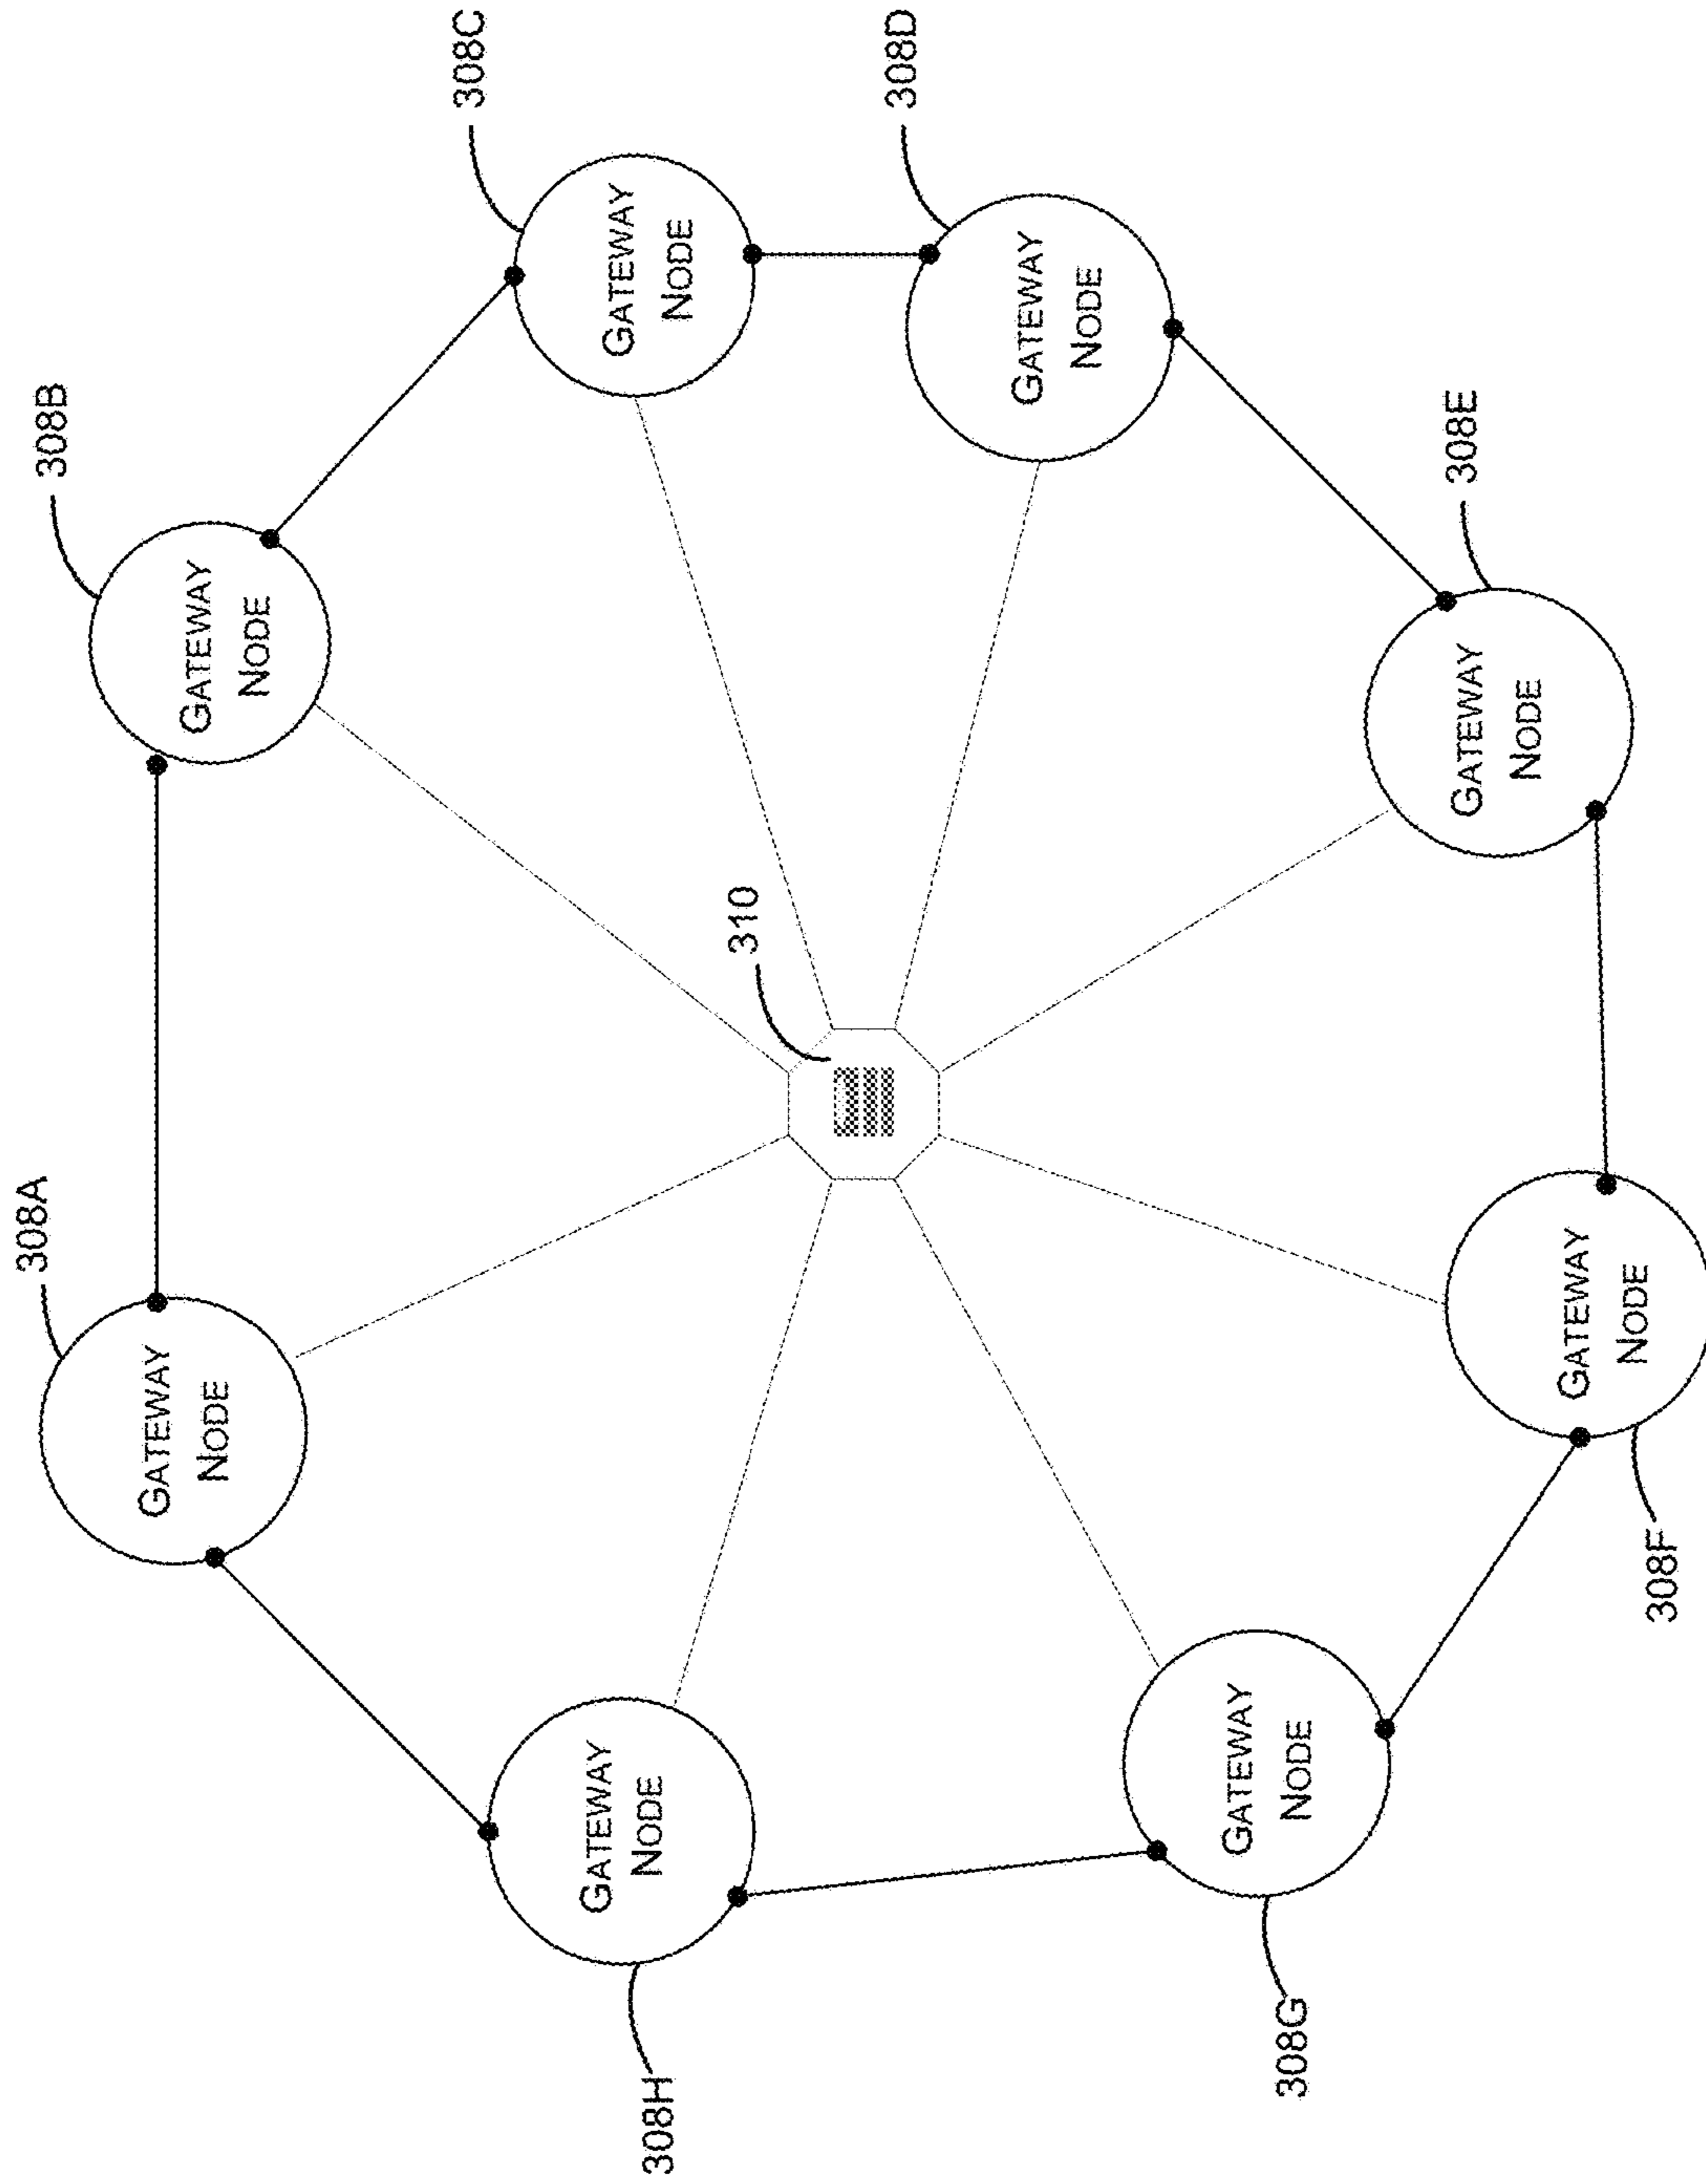 308A
GATEWAY
NODE
308B
GATEWAY
NODE
308C
GATEWAY
NODE
308D
GATEWAY
NODE
308E
GATEWAY
NODE
308F
GATEWAY
NODE
308G
GATEWAY
NODE
308H
GATEWAY
NODE
310